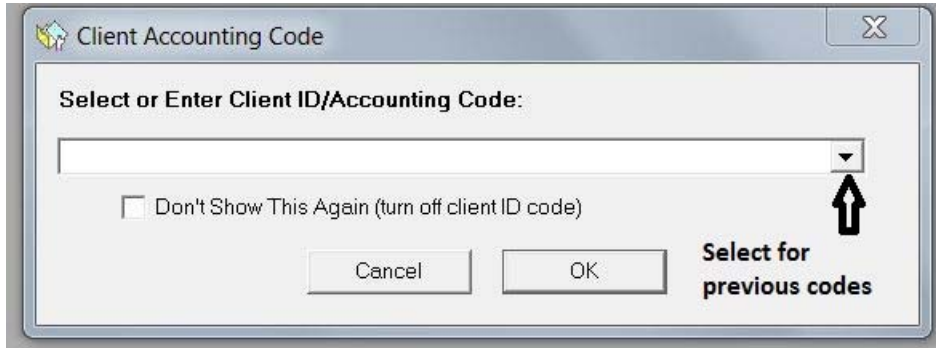 Client Accounting Code
Select or Enter Client ID/Accounting Code:
Don't Show This Again (turn off client ID code)
Cancel
OK
Select for
previous codes